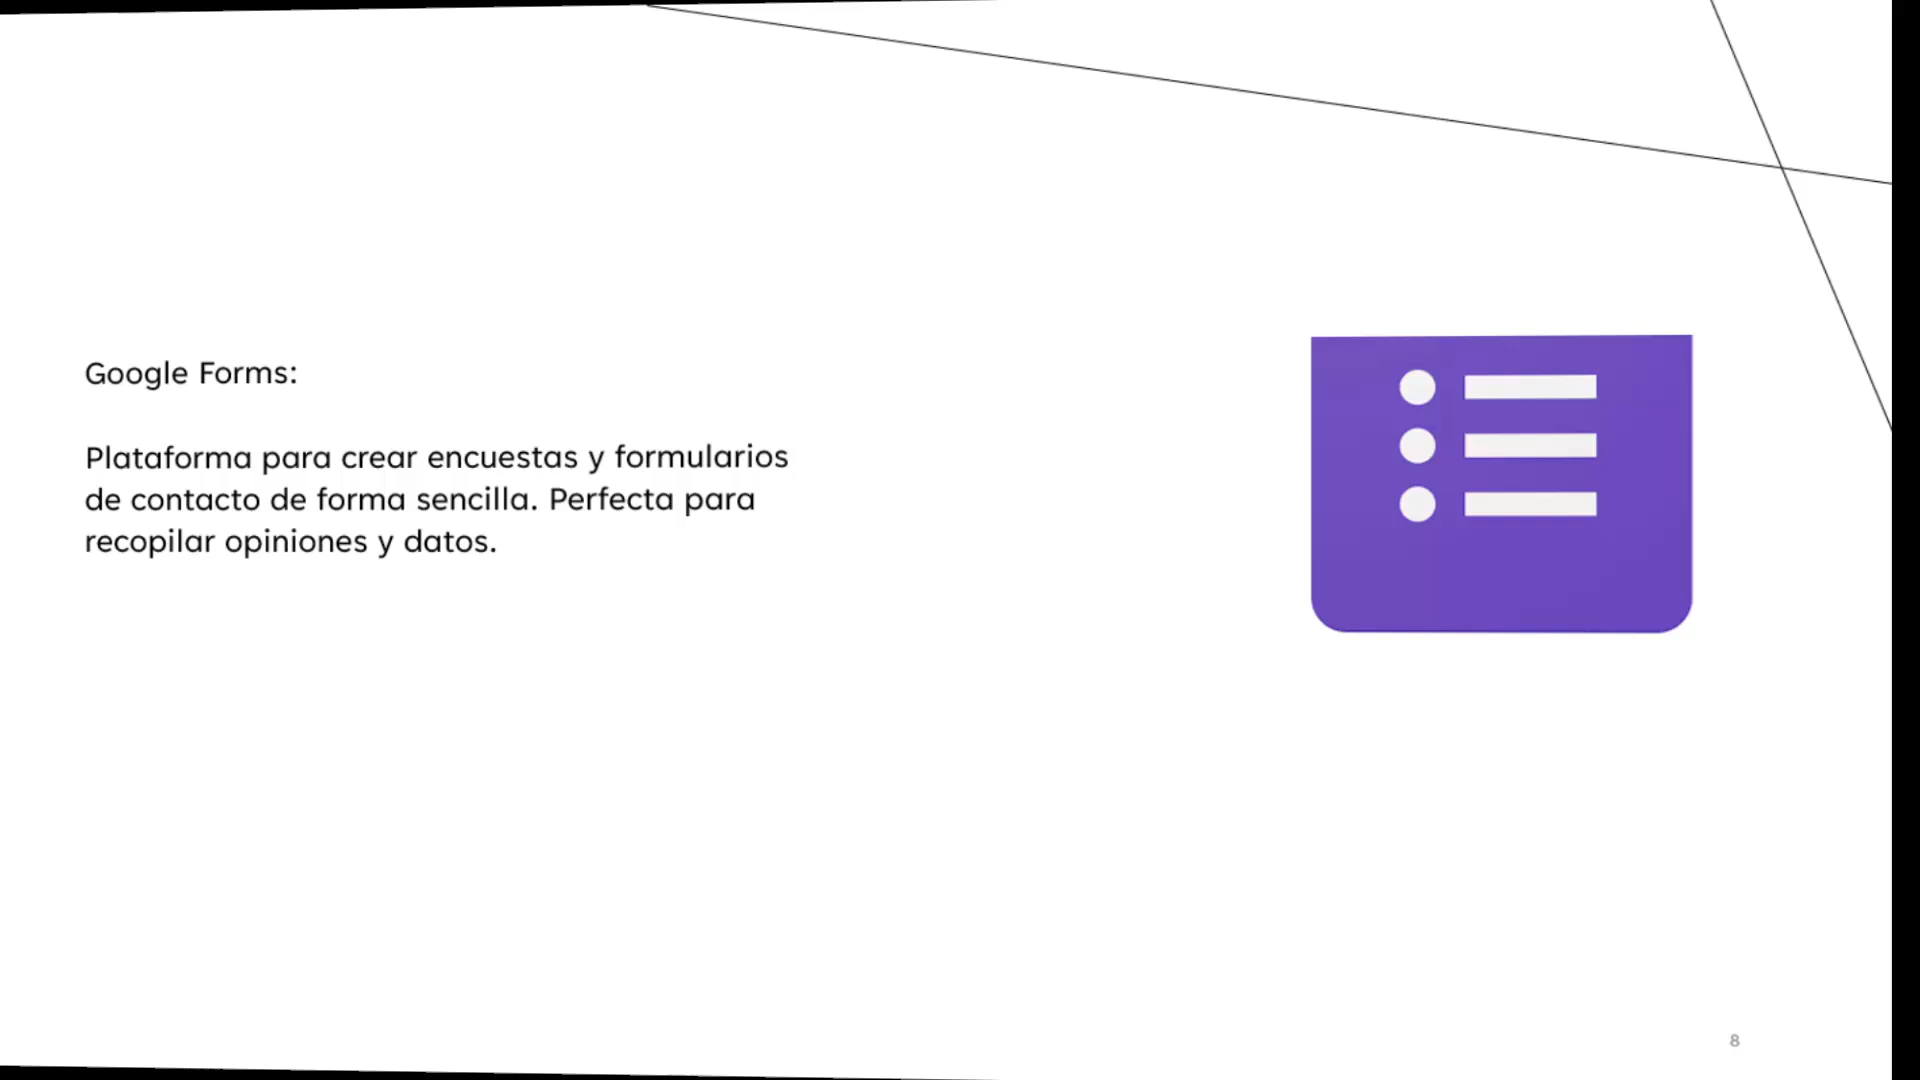 Google Forms:
Plataforma para crear encuestas y formularios
de contacto de forma sencilla. Perfecta para
recopilar opiniones y datos.
8